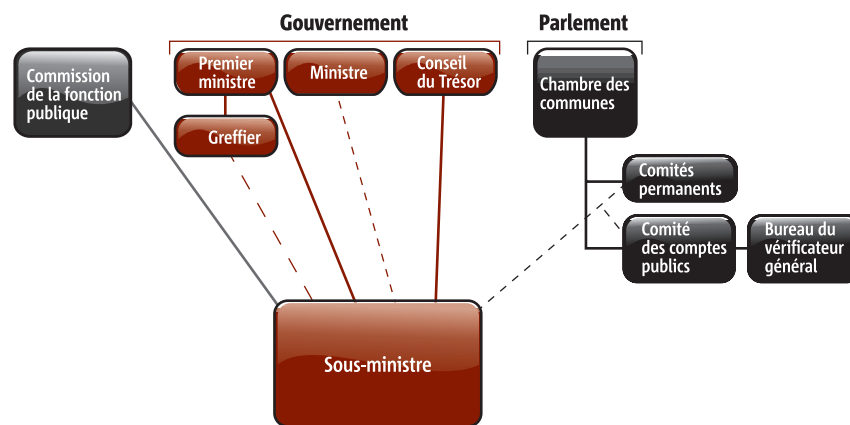 Gouvernement
Parlement
Commission
de la fonction
publique
Premier
ministre
Ministre
Conseil
du Trésor
Chambre des
communes
Greffier
Comités
permanents
Comité
des comptes
publics
Bureau du
vérificateur
général
Sous-ministre